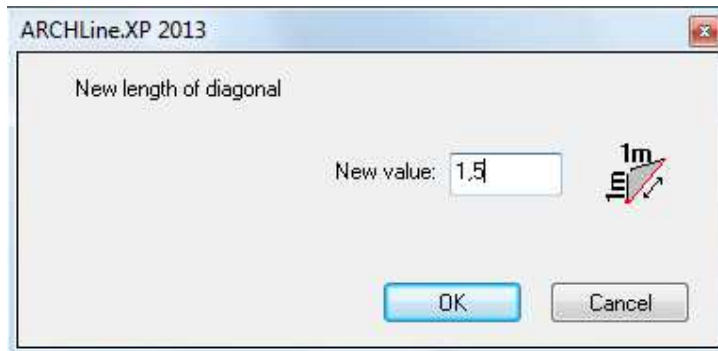 ARCHLine.XP 2013
New length of diagonal
New value: 1,5
1m
1m
OK Cancel